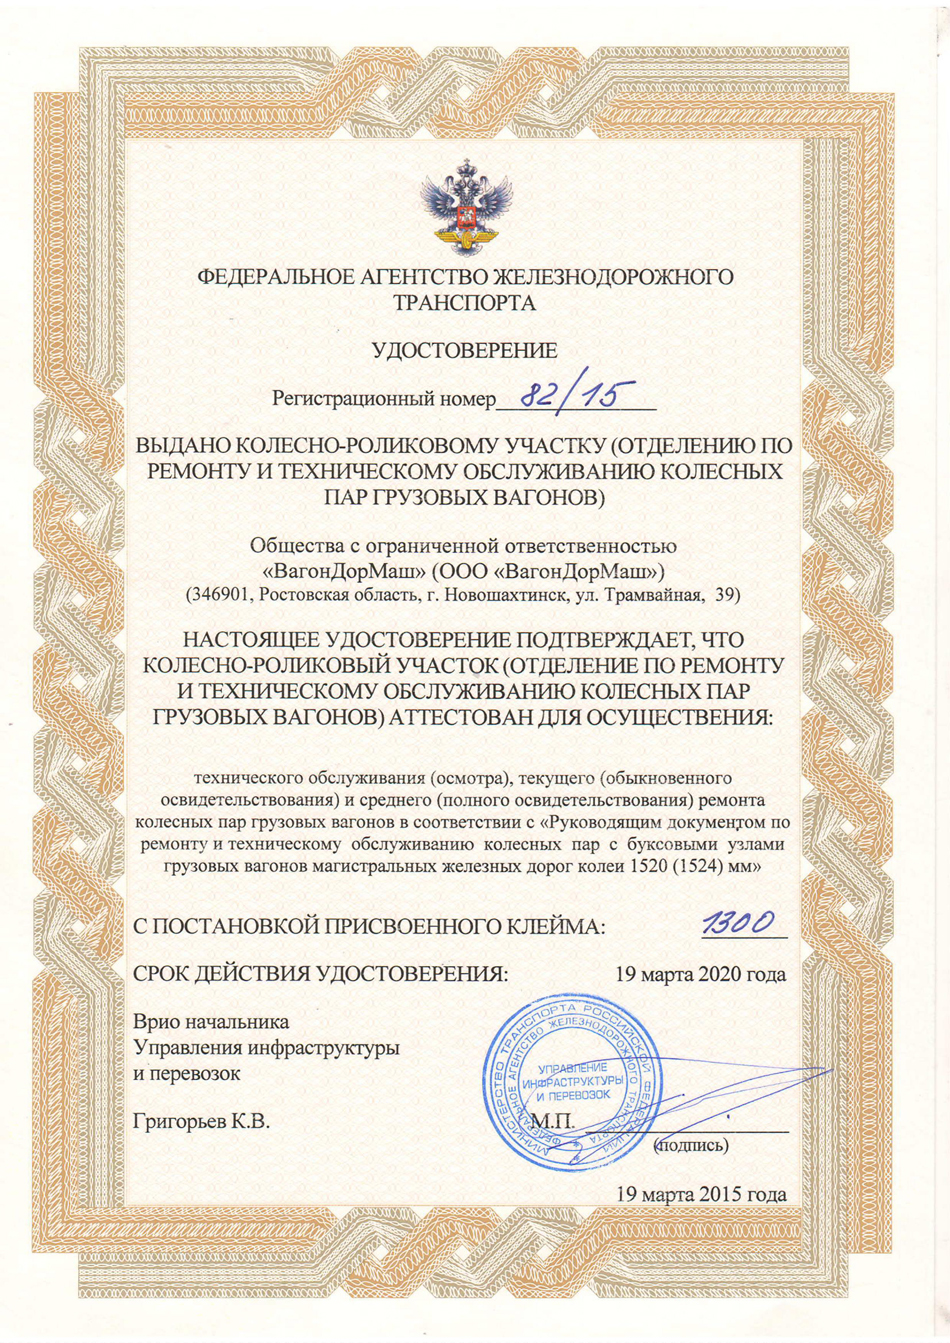 ФЕДЕРАЛЬНОЕ АГЕНТСТВО ЖЕЛЕЗНОДОРОЖНОГО
ТРАНСПОРТА
УДОСТОВЕРЕНИЕ
Регистрационный номер 82/15
ВЫДАНО КОЛЕСНО-РОЛИКОВОМУ УЧАСТКУ (ОТДЕЛЕНИЮ ПО
РЕМОНТУ И ТЕХНИЧЕСКОМУ ОБСЛУЖИВАНИЮ КОЛЕСНЫХ
ПАР ГРУЗОВЫХ ВАГОНОВ)
Общества с ограниченной ответственностью
«ВагонДорМаш» (ООО «ВагонДорМаш»)
(346901, Ростовская область, г. Новошахтинск, ул. Трамвайная, 39)
НАСТОЯЩЕЕ УДОСТОВЕРЕНИЕ ПОДТВЕРЖДАЕТ, ЧТО
КОЛЕСНО-РОЛИКОВЫЙ УЧАСТОК (ОТДЕЛЕНИЕ ПО РЕМОНТУ
И ТЕХНИЧЕСКОМУ ОБСЛУЖИВАНИЮ КОЛЕСНЫХ ПАР
ГРУЗОВЫХ ВАГОНОВ) АТТЕСТОВАН ДЛЯ ОСУЩЕСТВЕНИЯ:
технического обслуживания (осмотра), текущего (обыкновенного
освидетельствования) и среднего (полного освидетельствования) ремонта
колесных пар грузовых вагонов в соответствии с «Руководящим документом по
ремонту и техническому обслуживанию колесных пар с буксовыми узлами
грузовых вагонов магистральных железных дорог колеи 1520 (1524) мм»
С ПОСТАНОВКОЙ ПРИСВОЕННОГО КЛЕЙМА: 1300
СРОК ДЕЙСТВИЯ УДОСТОВЕРЕНИЯ: 19 марта 2020 года
Врио начальника
Управления инфраструктуры
и перевозок
МИНИСТЕРСТВО ТРАНСПОРТА РОССИЙСКОЙ ФЕДЕРАЦИИ
ФЕДЕРАЛЬНОЕ АГЕНТСТВО ЖЕЛЕЗНОДОРОЖНОГО ТРАНСПОРТА
УПРАВЛЕНИЕ
ИНФРАСТРУКТУРЫ
И ПЕРЕВОЗОК
Григорьев К.В. М.П.
(подпись)
19 марта 2015 года